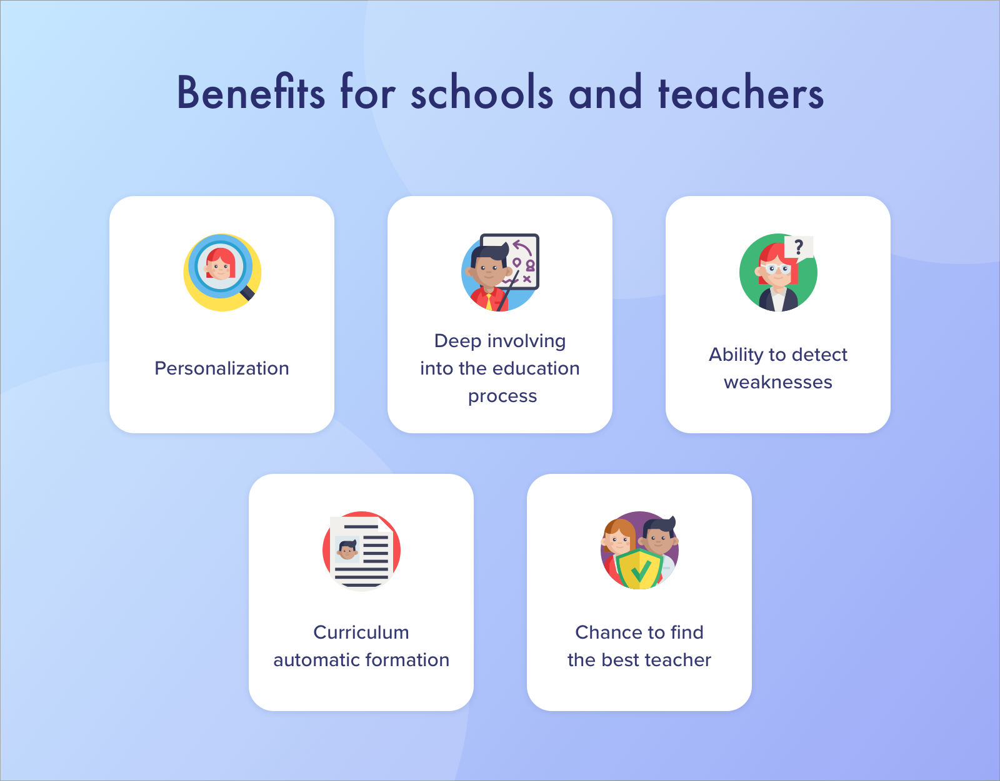 Benefits for schools and teachers
Personalization
Deep involving
into the education
process
Ability to detect
weaknesses
?
Curriculum
automatic formation
Chance to find
the best teacher